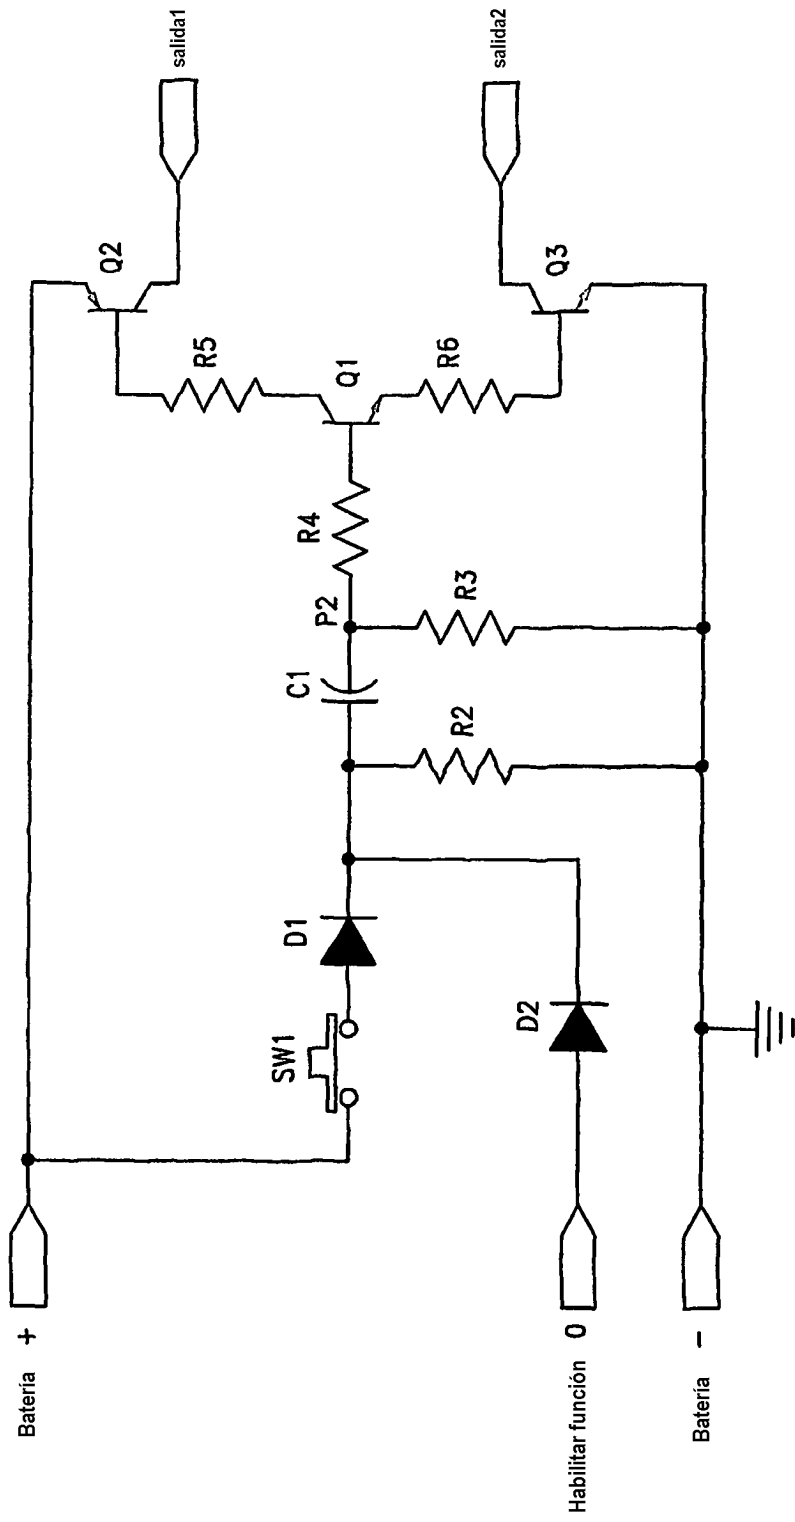 Batería +
Habilitar función 0
Batería -
SW1
D1
D2
C1
R2
P2
R3
R4
Q1
R5
R6
Q2
Q3
salida1
salida2